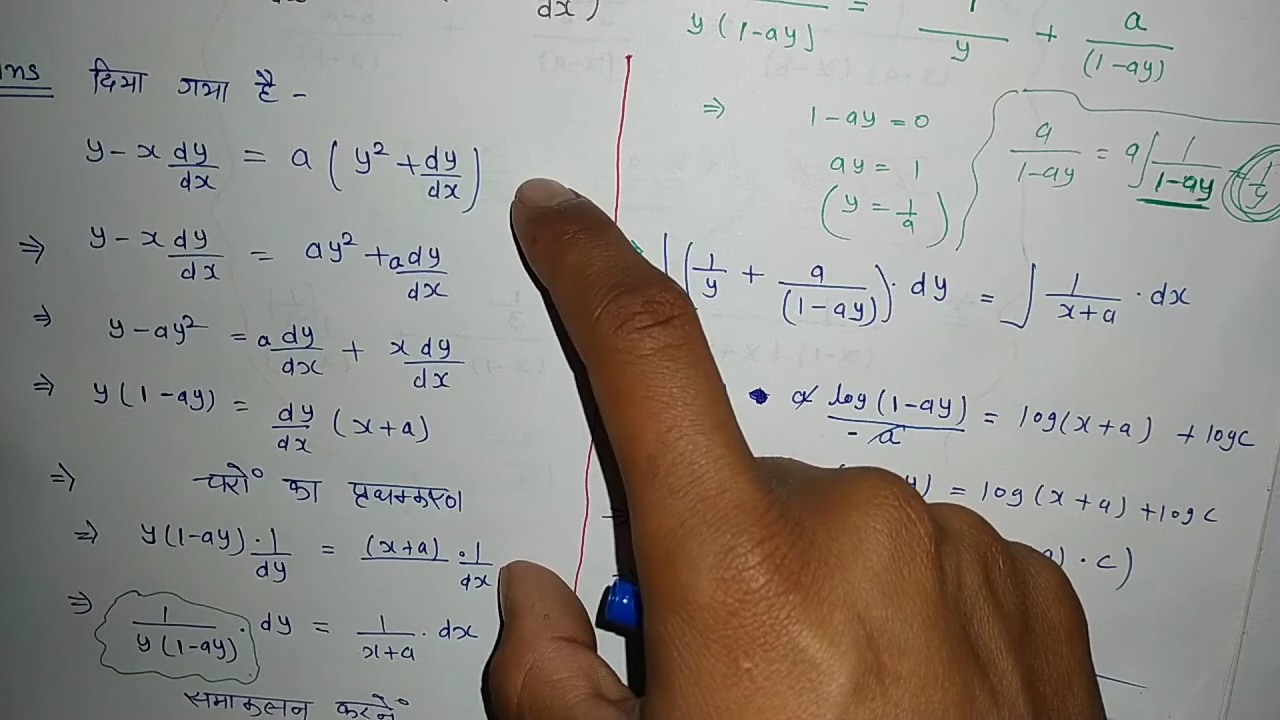 dx)
Ans दिया गया है -
y - x dy/dx = a ( y² + dy/dx )
⇒ y - x dy/dx = ay² + a dy/dx
⇒ y - ay² = a dy/dx + x dy/dx
⇒ y(1-ay) = dy/dx (x+a)
⇒ चरों का पृथक्करण
⇒ y(1-ay) · 1/dy = (x+a) · 1/dx
⇒ 1/y(1-ay) · dy = 1/x+a · dx
समाकलन करने
y(1-ay) = 1/y + a/(1-ay)
⇒ 1-ay = 0
ay = 1
(y = 1/a)
a/1-ay = a∫ 1/1-ay
∫(1/y + a/(1-ay)) · dy = ∫ 1/x+a · dx
a log(1-ay)/-a = log(x+a) + logc
y) = log(x+a) + logc
) · c)